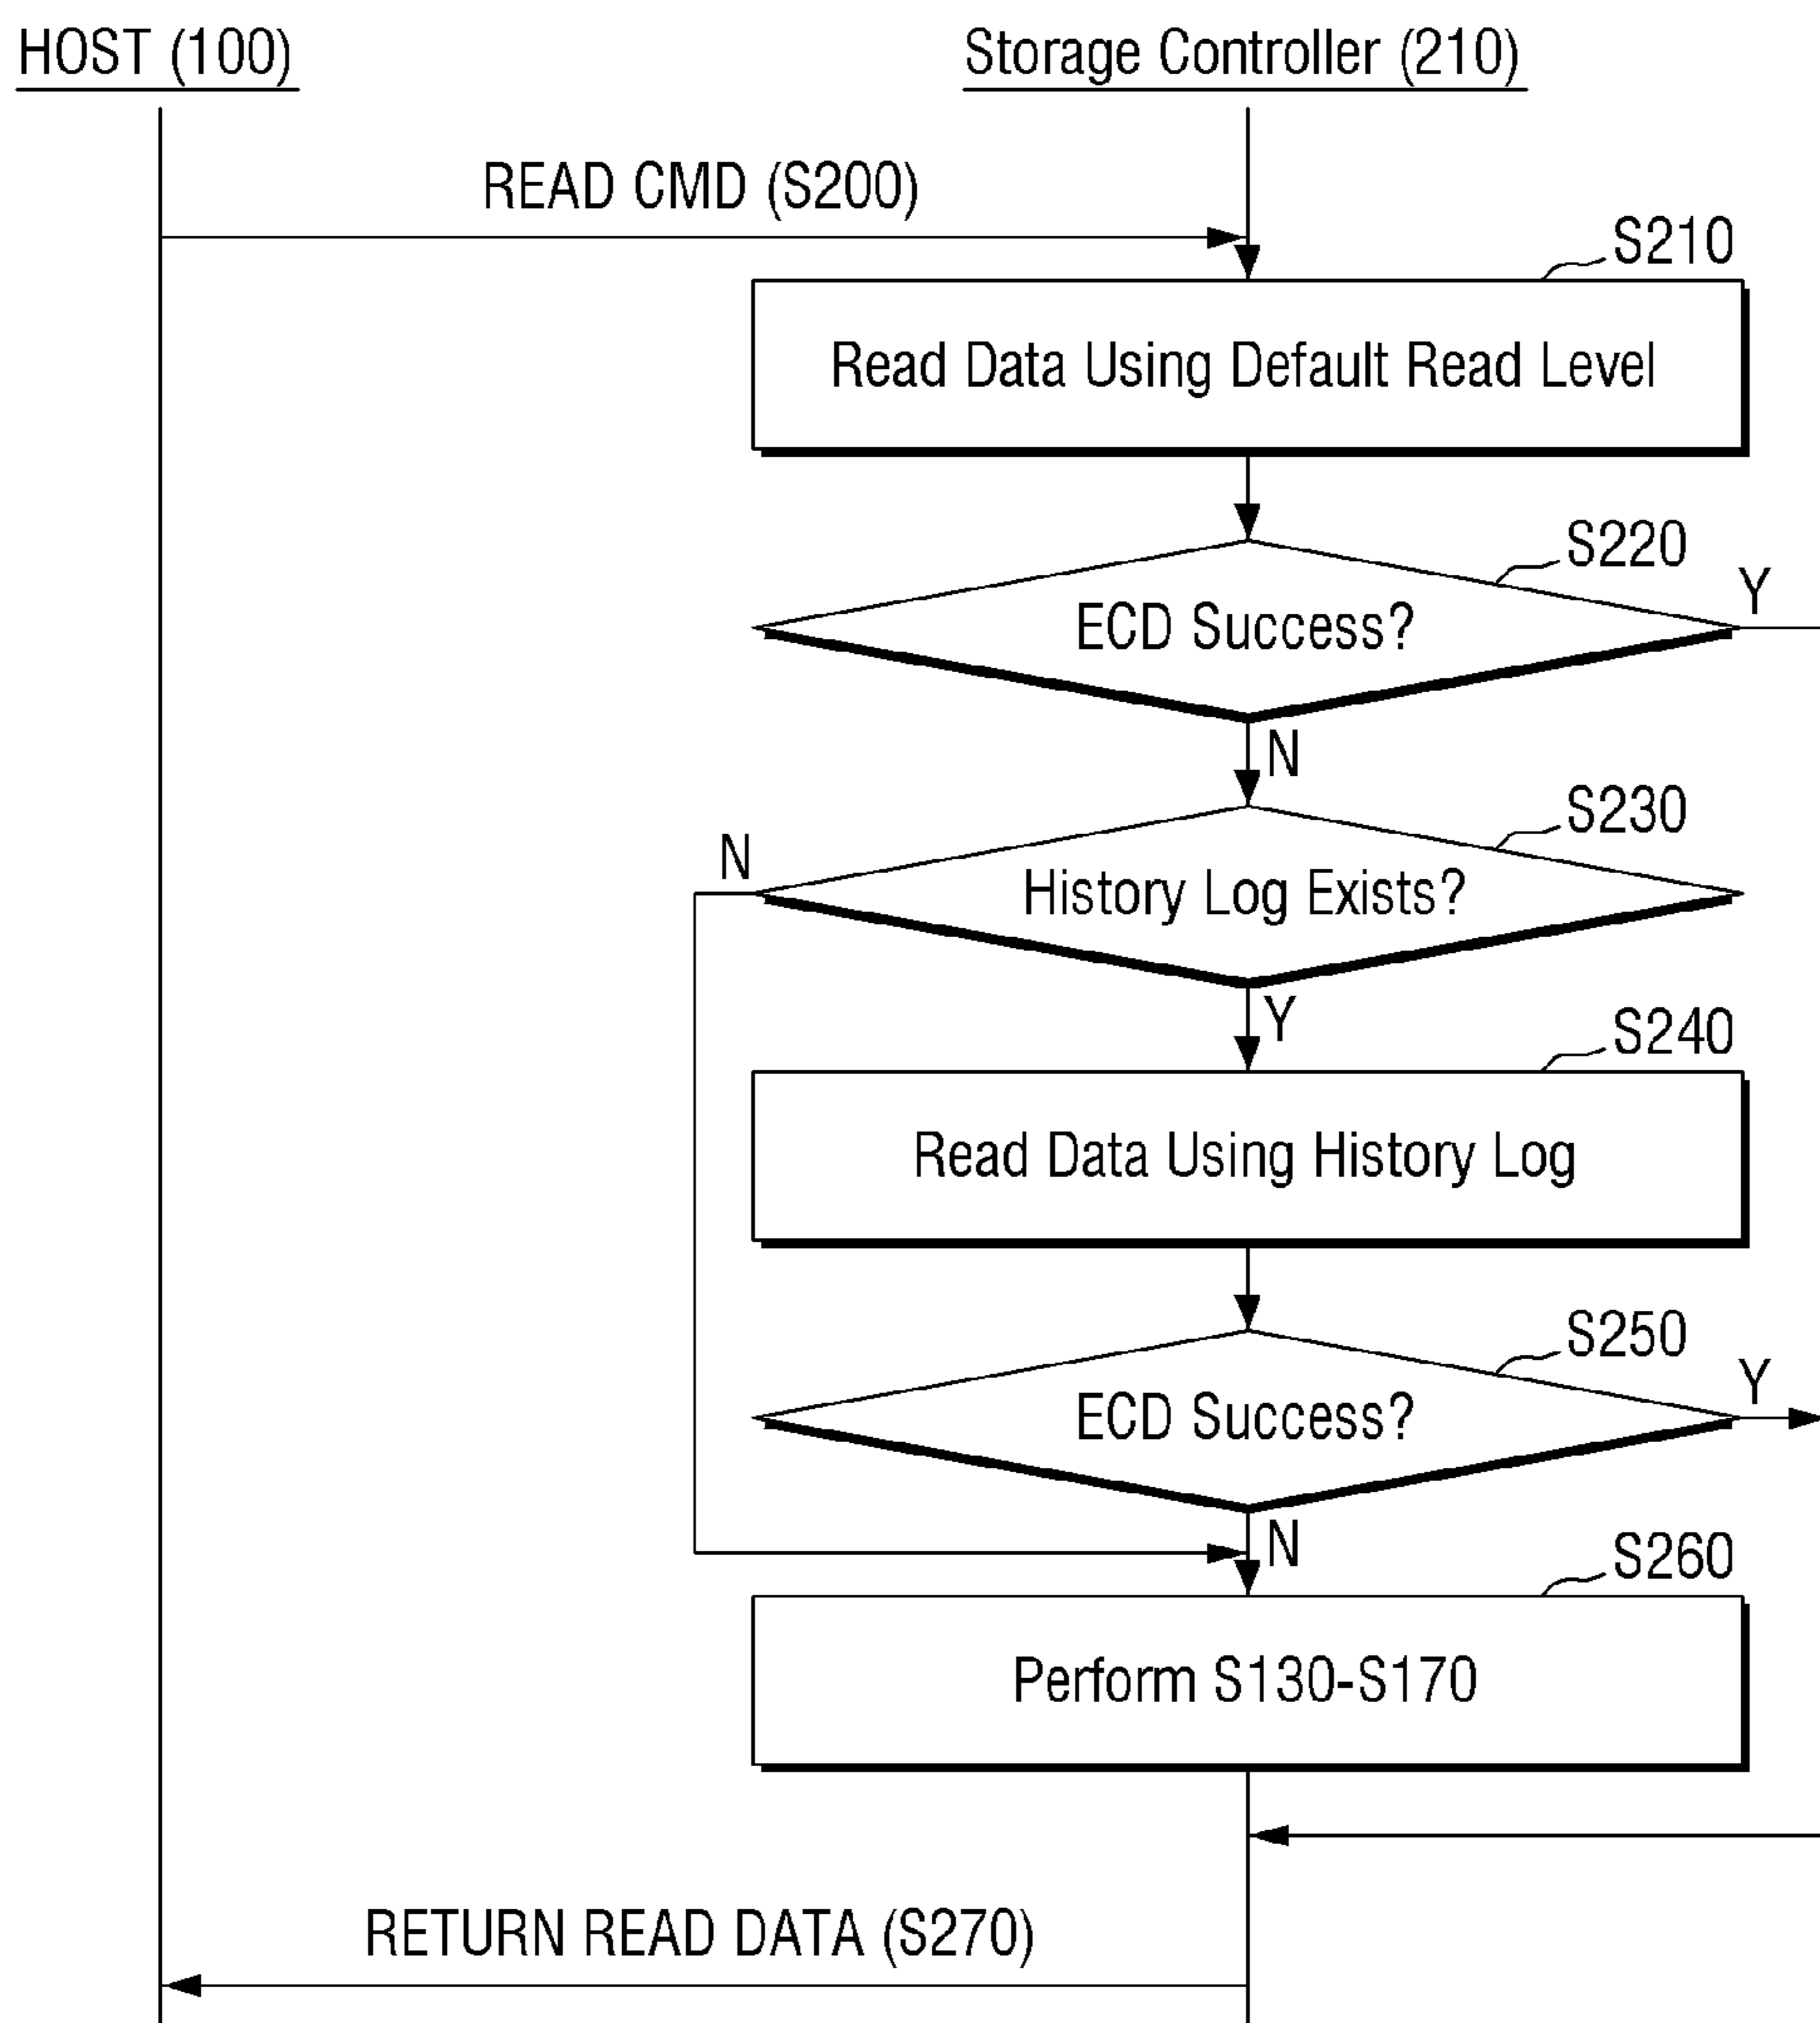 HOST (100)
Storage Controller (210)
READ CMD (S200)
S210
Read Data Using Default Read Level
S220
ECD Success?
Y
N
S230
History Log Exists?
N
Y
S240
Read Data Using History Log
S250
ECD Success?
Y
N
S260
Perform S130-S170
RETURN READ DATA (S270)